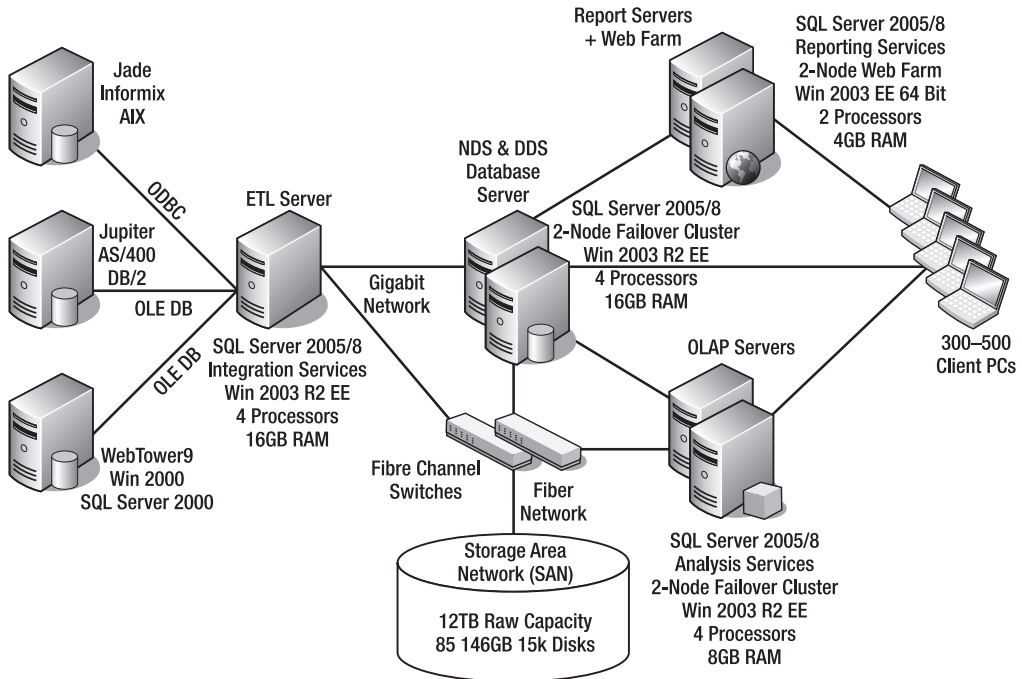 Report Servers
+ Web Farm
SQL Server 2005/8
Reporting Services
2-Node Web Farm
Win 2003 EE 64 Bit
2 Processors
4GB RAM
Jade
Informix
AIX
ODBC
Jupiter
AS/400
DB/2
OLE DB
OLE DB
WebTower9
Win 2000
SQL Server 2000
ETL Server
SQL Server 2005/8
Integration Services
Win 2003 R2 EE
4 Processors
16GB RAM
Gigabit
Network
NDS & DDS
Database
Server
SQL Server 2005/8
2-Node Failover Cluster
Win 2003 R2 EE
4 Processors
16GB RAM
300–500
Client PCs
OLAP Servers
SQL Server 2005/8
Analysis Services
2-Node Failover Cluster
Win 2003 R2 EE
4 Processors
8GB RAM
Fibre Channel
Switches
Fiber
Network
Storage Area
Network (SAN)
12TB Raw Capacity
85 146GB 15k Disks